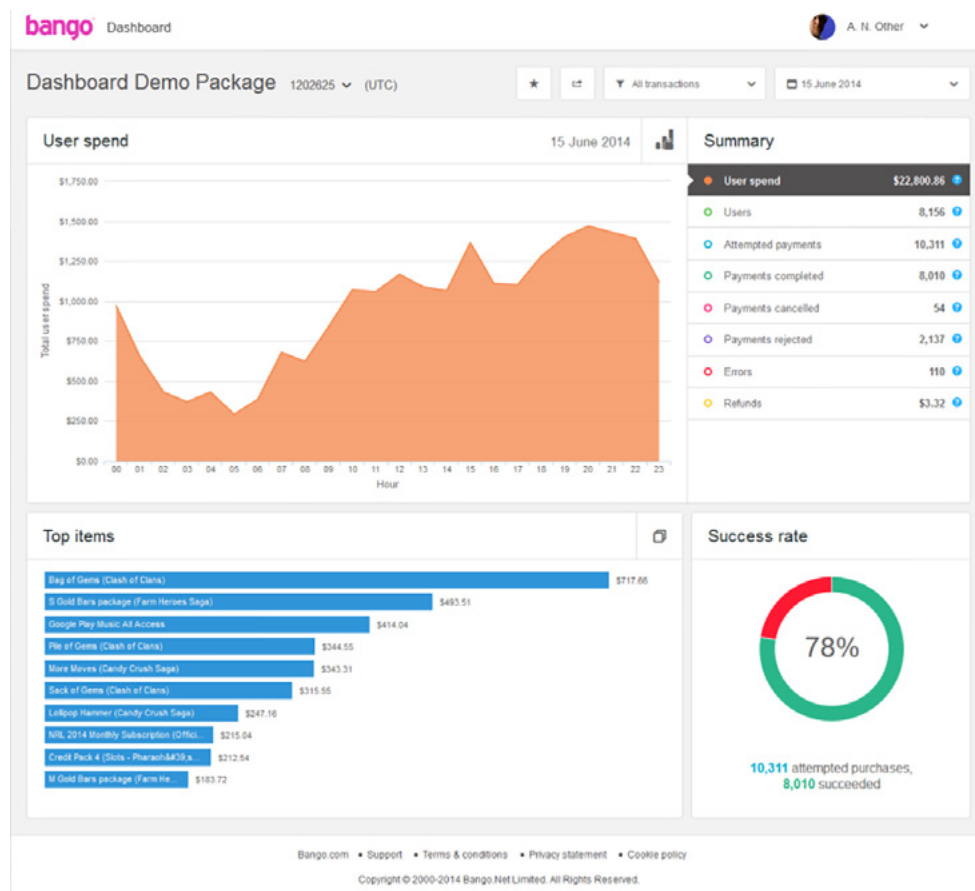 bango Dashboard A. N. Other
Dashboard Demo Package 1202625 (UTC) All transactions 15 June 2014
User spend 15 June 2014
$1,750.00
$1,500.00
$1,250.00
$1,000.00
$750.00
$500.00
$250.00
$0.00
Total user spend
00 01 02 03 04 05 06 07 08 09 10 11 12 13 14 15 16 17 18 19 20 21 22 23
Hour
Summary
User spend $22,800.86 ?
Users 8,156 ?
Attempted payments 10,311 ?
Payments completed 8,010 ?
Payments cancelled 54 ?
Payments rejected 2,137 ?
Errors 110 ?
Refunds $3.32 ?
Top items
Bag of Gems (Clash of Clans) $717.66
S Gold Bars package (Farm Heroes Saga) $493.51
Google Play Music All Access $414.04
Pile of Gems (Clash of Clans) $344.55
More Moves (Candy Crush Saga) $343.31
Sack of Gems (Clash of Clans) $315.55
Lollipop Hammer (Candy Crush Saga) $247.16
NRL 2014 Monthly Subscription (Offici... $215.04
Credit Pack 4 (Slots - Pharaoh&#39;s... $212.54
M Gold Bars package (Farm He... $183.72
Success rate
78%
10,311 attempted purchases,
8,010 succeeded
Bango.com • Support • Terms & conditions • Privacy statement • Cookie policy
Copyright © 2000-2014 Bango.Net Limited. All Rights Reserved.